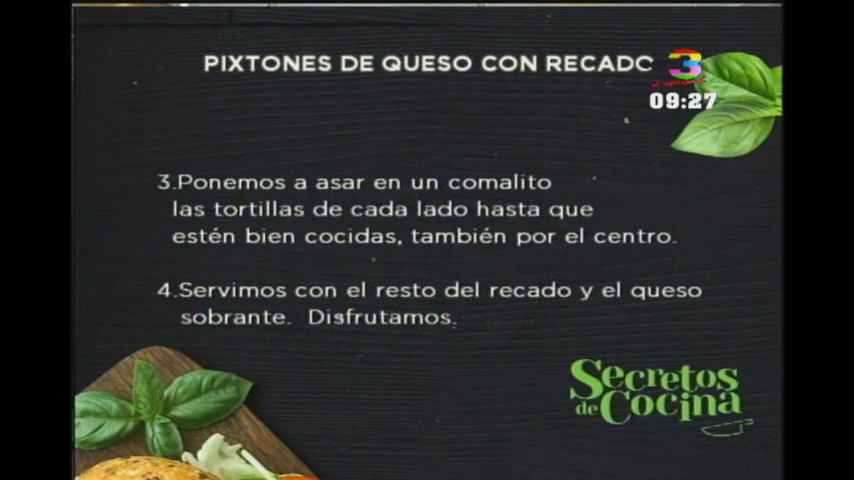 PIXTONES DE QUESO CON RECADO
3
09:27
3.Ponemos a asar en un comalito
las tortillas de cada lado hasta que
estén bien cocidas, también por el centro.
4.Servimos con el resto del recado y el queso
sobrante. Disfrutamos.
Secretos
de Cocina